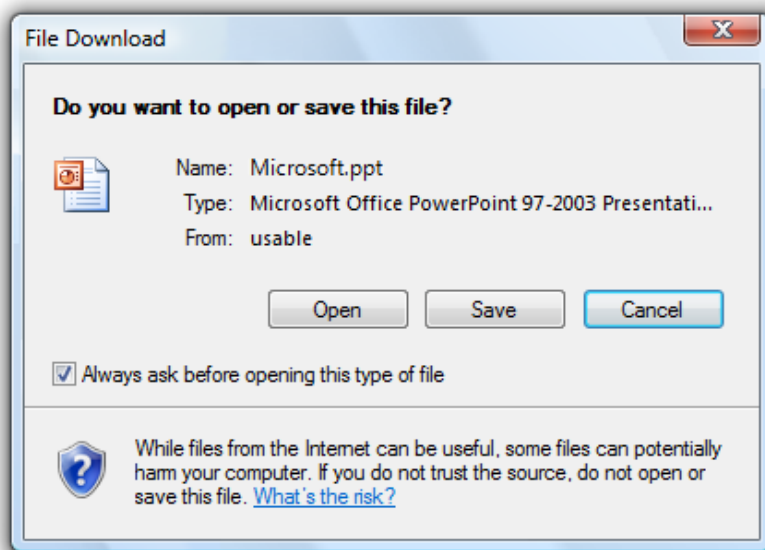 File Download
Do you want to open or save this file?
Name: Microsoft.ppt
Type: Microsoft Office PowerPoint 97-2003 Presentati...
From: usable
Open Save Cancel
Always ask before opening this type of file
While files from the Internet can be useful, some files can potentially
harm your computer. If you do not trust the source, do not open or
save this file. What's the risk?